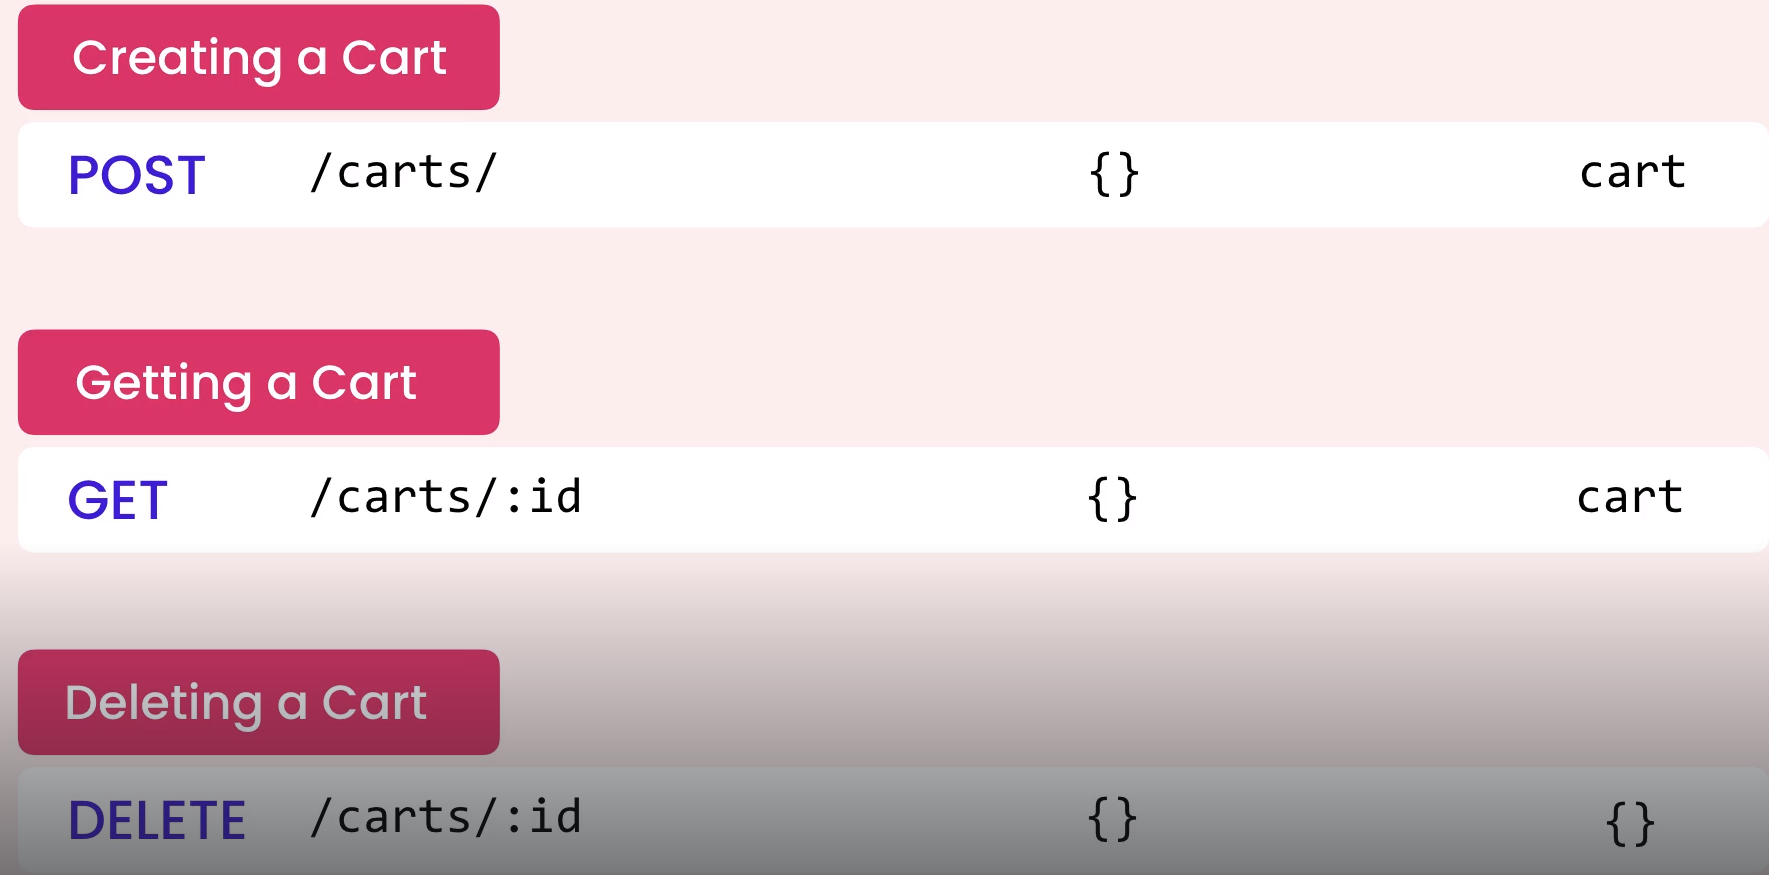 Creating a Cart
POST /carts/ {} cart
Getting a Cart
GET /carts/:id {} cart
Deleting a Cart
DELETE /carts/:id {} {}